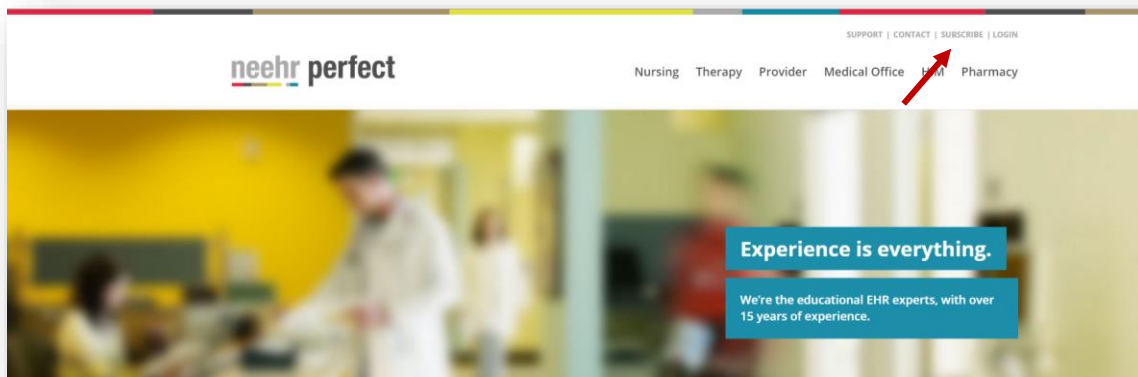 SUPPORT | CONTACT | SUBSCRIBE | LOGIN
neehr perfect
Nursing Therapy Provider Medical Office HIM Pharmacy
Experience is everything.
We're the educational EHR experts, with over
15 years of experience.